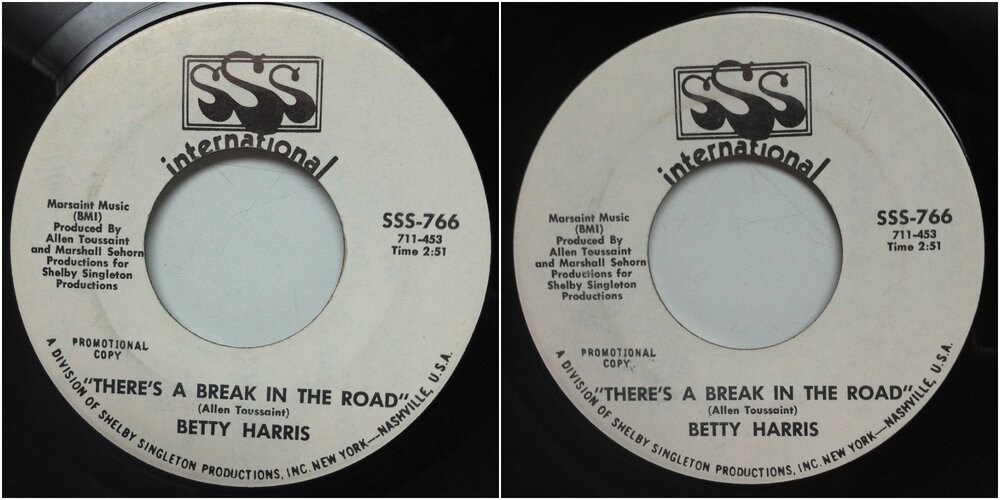 SSS
international
Marsaint Music
(BMI)
Produced By
Allen Toussaint
and Marshall Sehorn
Productions for
Shelby Singleton
Productions
SSS-766
711-453
Time 2:51
PROMOTIONAL
COPY
"THERE'S A BREAK IN THE ROAD"
(Allen Toussaint)
BETTY HARRIS
A DIVISION OF SHELBY SINGLETON PRODUCTIONS, INC. NEW YORK—NASHVILLE, U.S.A.
SSS
international
Marsaint Music
(BMI)
Produced By
Allen Toussaint
and Marshall Sehorn
Productions for
Shelby Singleton
Productions
SSS-766
711-453
Time 2:51
PROMOTIONAL
COPY
"THERE'S A BREAK IN THE ROAD"
(Allen Toussaint)
BETTY HARRIS
A DIVISION OF SHELBY SINGLETON PRODUCTIONS, INC. NEW YORK—NASHVILLE, U.S.A.